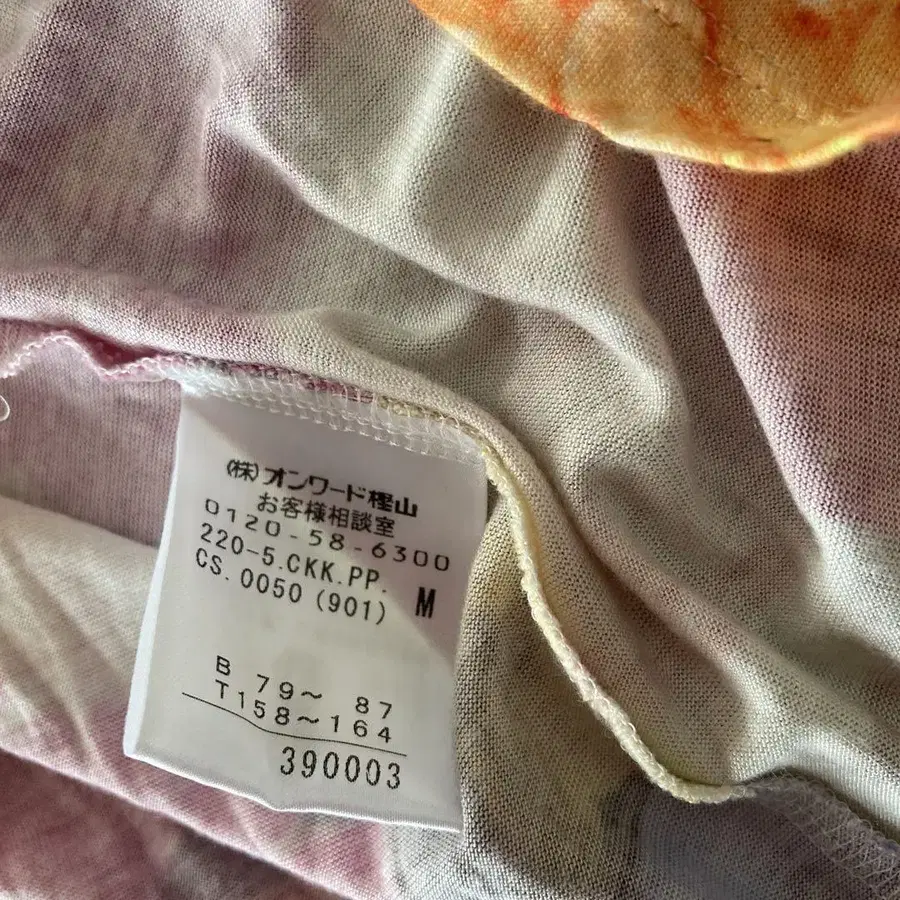 (株)オンワード樫山
お客様相談室
0120-58-6300
220-5.CKK.PP.
CS.0050 (901) M
B 79～ 87
T158～164
390003